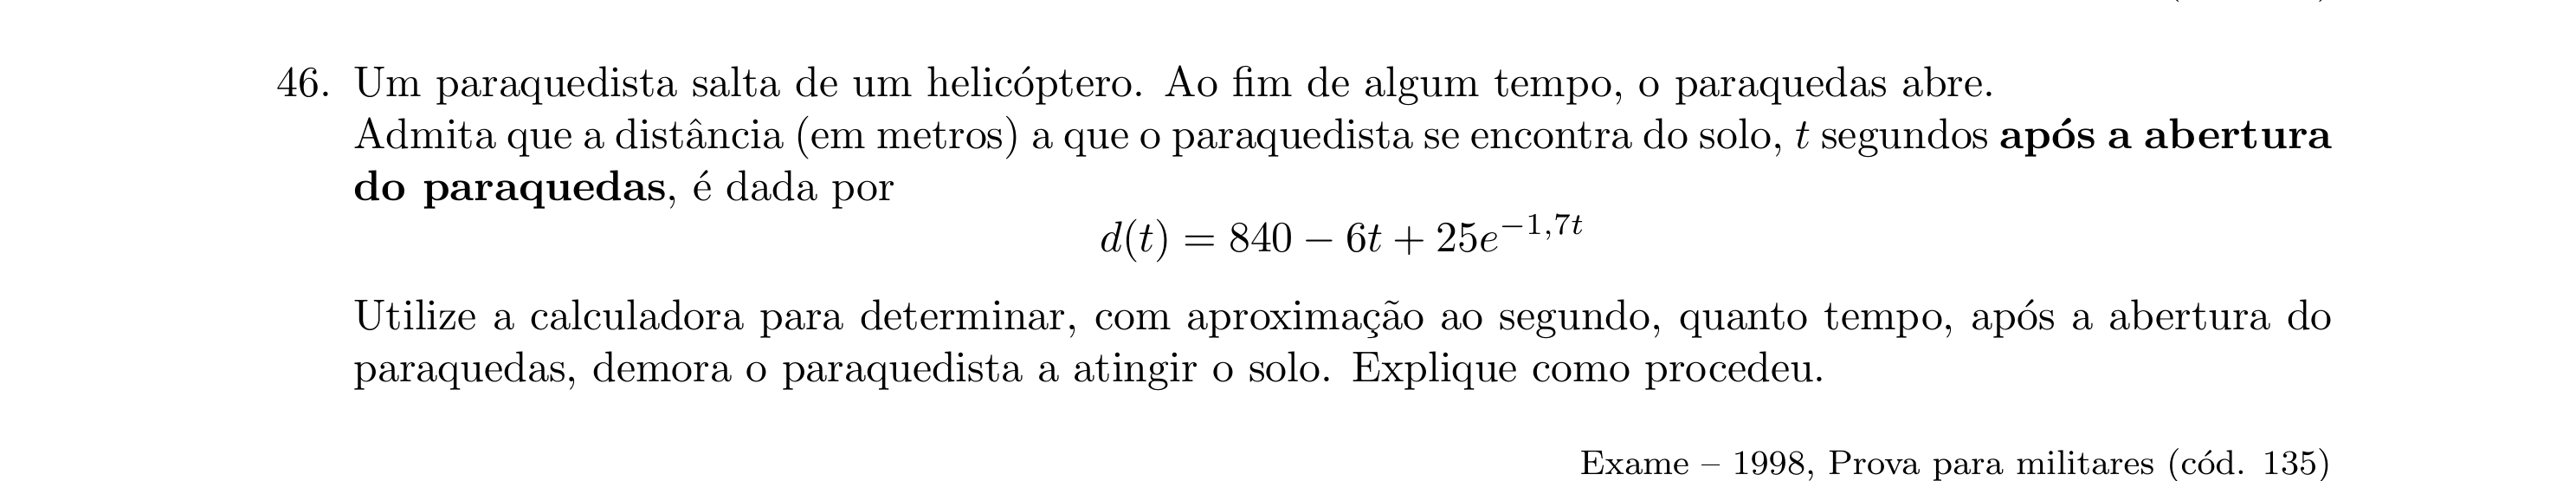 46. Um paraquedista salta de um helicóptero. Ao fim de algum tempo, o paraquedas abre.
Admita que a distância (em metros) a que o paraquedista se encontra do solo, t segundos após a abertura
do paraquedas, é dada por
d(t) = 840 − 6t + 25e^{−1,7t}
Utilize a calculadora para determinar, com aproximação ao segundo, quanto tempo, após a abertura do
paraquedas, demora o paraquedista a atingir o solo. Explique como procedeu.
Exame – 1998, Prova para militares (cód. 135)